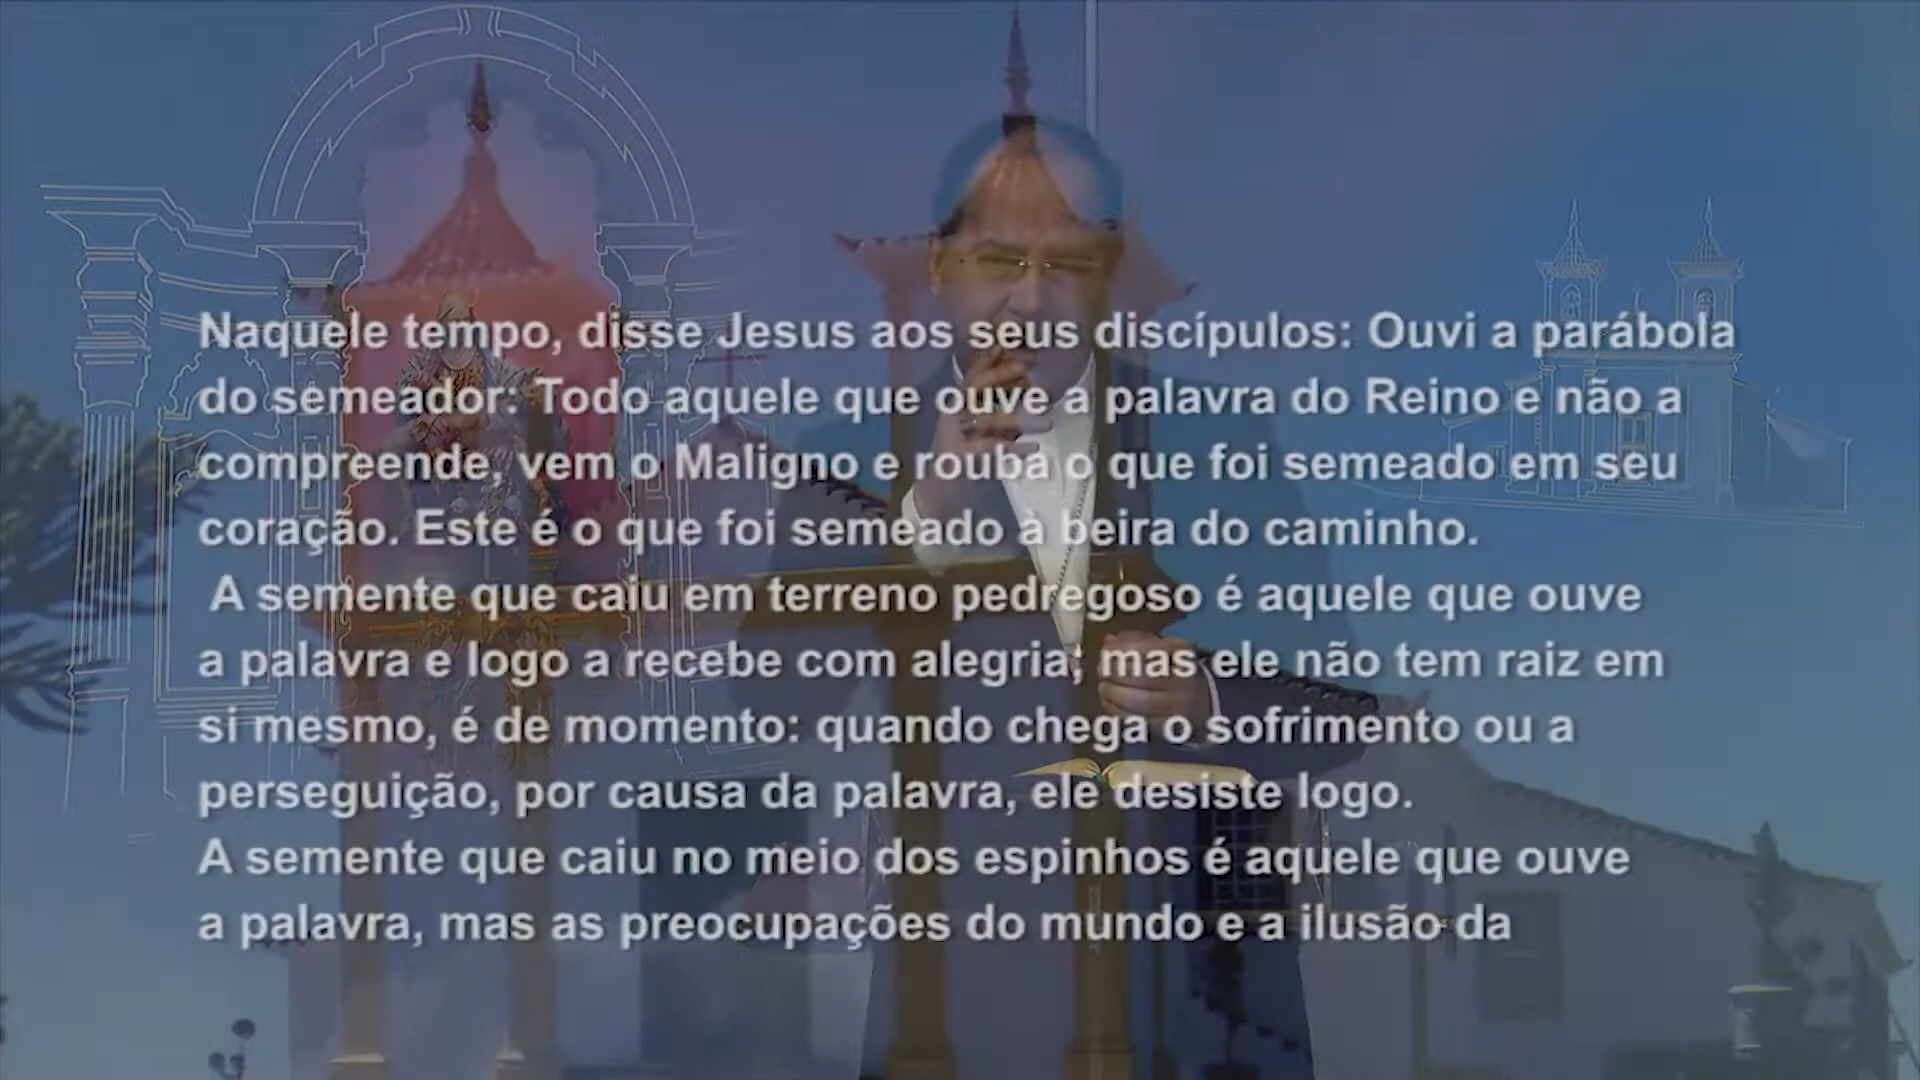 Naquele tempo, disse Jesus aos seus discípulos: Ouvi a parábola
do semeador: Todo aquele que ouve a palavra do Reino e não a
compreende, vem o Maligno e rouba o que foi semeado em seu
coração. Este é o que foi semeado à beira do caminho.
A semente que caiu em terreno pedregoso é aquele que ouve
a palavra e logo a recebe com alegria; mas ele não tem raiz em
si mesmo, é de momento: quando chega o sofrimento ou a
perseguição, por causa da palavra, ele desiste logo.
A semente que caiu no meio dos espinhos é aquele que ouve
a palavra, mas as preocupações do mundo e a ilusão da